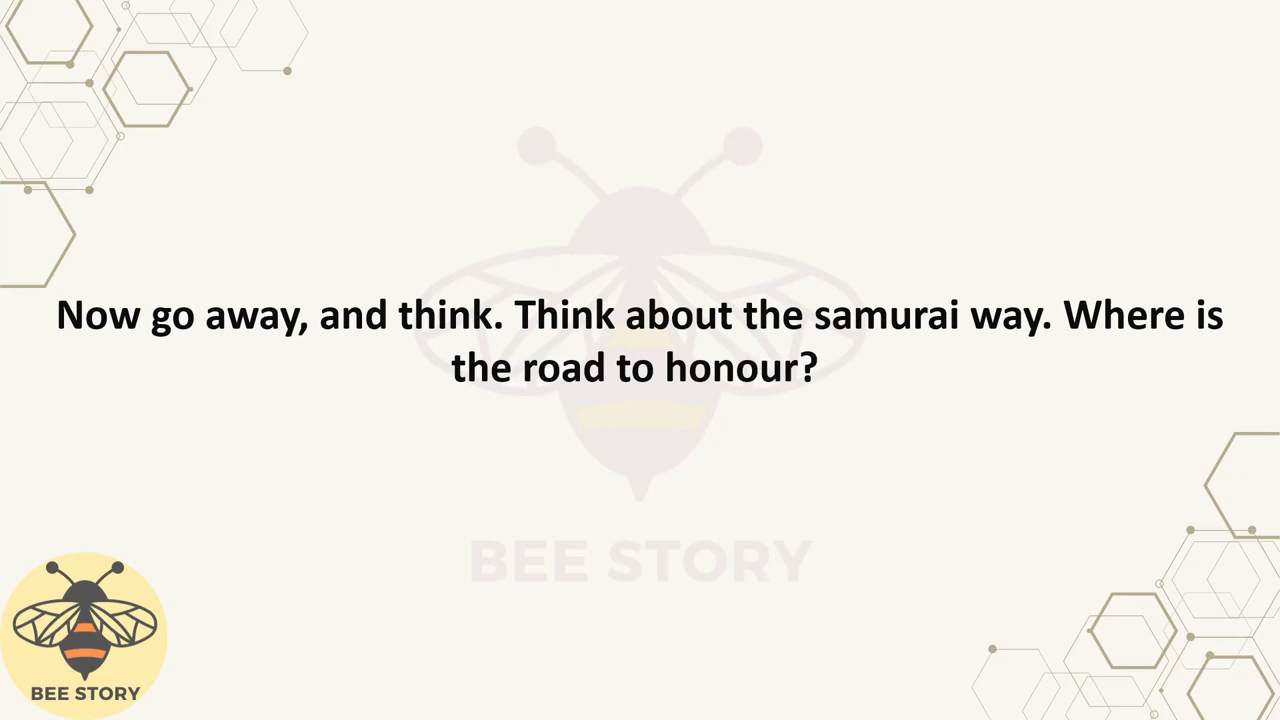 Now go away, and think. Think about the samurai way. Where is
the road to honour?
BEE STORY
BEE STORY